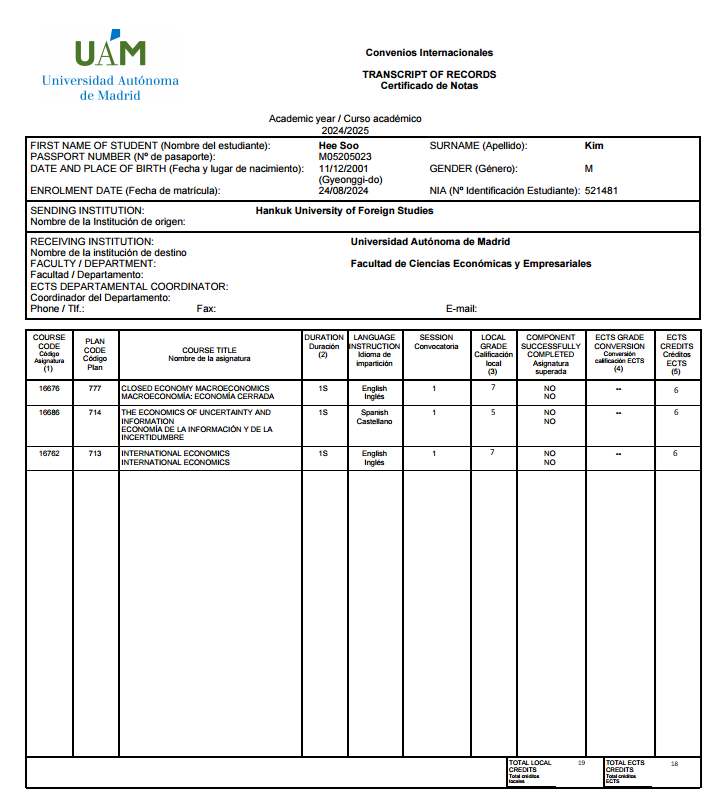 UAM
Universidad Autónoma
de Madrid
Convenios Internacionales
TRANSCRIPT OF RECORDS
Certificado de Notas
Academic year / Curso académico
2024/2025
FIRST NAME OF STUDENT (Nombre del estudiante): Hee Soo SURNAME (Apellido): Kim
PASSPORT NUMBER (Nº de pasaporte): M05205023
DATE AND PLACE OF BIRTH (Fecha y lugar de nacimiento): 11/12/2001 GENDER (Género): M
(Gyeonggi-do)
ENROLMENT DATE (Fecha de matrícula): 24/08/2024 NIA (Nº Identificación Estudiante): 521481
SENDING INSTITUTION: Hankuk University of Foreign Studies
Nombre de la Institución de origen:
RECEIVING INSTITUTION: Universidad Autónoma de Madrid
Nombre de la institución de destino
FACULTY / DEPARTMENT: Facultad de Ciencias Económicas y Empresariales
Facultad / Departamento:
ECTS DEPARTAMENTAL COORDINATOR:
Coordinador del Departamento:
Phone / Tlf.: Fax: E-mail:
COURSE CODE Código Asignatura (1)
PLAN CODE Código Plan
COURSE TITLE Nombre de la asignatura
DURATION Duración (2)
LANGUAGE INSTRUCTION Idioma de impartición
SESSION Convocatoria
LOCAL GRADE Calificación local (3)
COMPONENT SUCCESSFULLY COMPLETED Asignatura superada
ECTS GRADE CONVERSION Conversión calificación ECTS (4)
ECTS CREDITS Créditos ECTS (5)
16676 777 CLOSED ECONOMY MACROECONOMICS 1S English 1 7 NO -- 6
MACROECONOMÍA: ECONOMÍA CERRADA Inglés NO
16686 714 THE ECONOMICS OF UNCERTAINTY AND 1S Spanish 1 5 NO -- 6
INFORMATION Castellano NO
ECONOMÍA DE LA INFORMACIÓN Y DE LA
INCERTIDUMBRE
16762 713 INTERNATIONAL ECONOMICS 1S English 1 7 NO -- 6
INTERNATIONAL ECONOMICS Inglés NO
TOTAL LOCAL CREDITS Total créditos locales 19
TOTAL ECTS CREDITS Total créditos ECTS 18